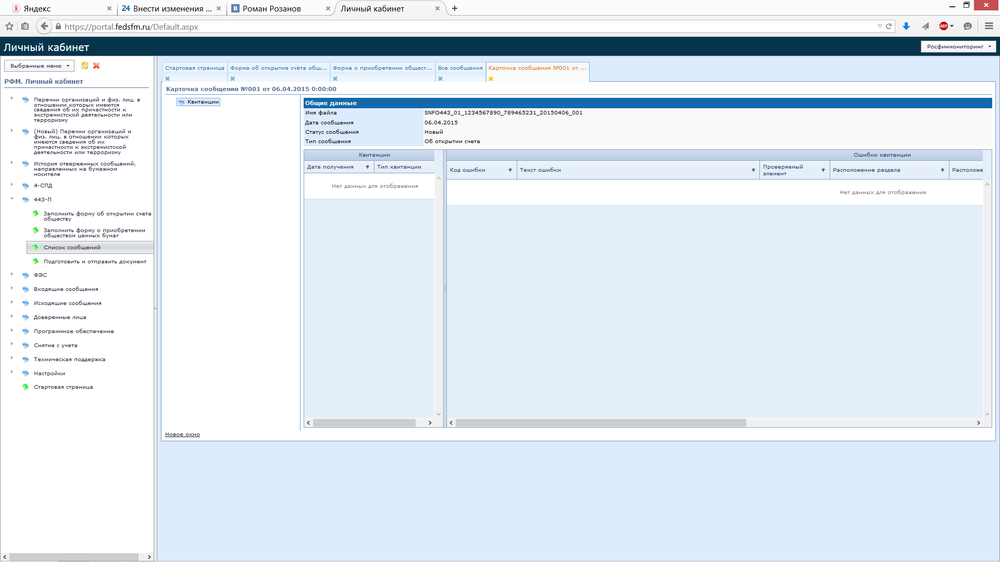 Яндекс
24 Внести изменения ...
В Роман Розанов
Личный кабинет
https://portal.fedsfm.ru/Default.aspx
ABP
Личный кабинет
Росфинмониторинг
Выбранные меню
РФМ. Личный кабинет
Перечни организаций и физ. лиц, в
отношении которых имеются
сведения об их причастности к
экстремистской деятельности или
терроризму
(Новый) Перечни организаций и
физ. лиц, в отношении которых
имеются сведения об их
причастности к экстремистской
деятельности или терроризму
История отверженных сообщений,
направленных на бумажном
носителе
4-СПД
443-П
Заполнить форму об открытии счета
обществу
Заполнить форму о приобретении
обществом ценных бумаг
Список сообщений
Подготовить и отправить документ
ФЭС
Входящие сообщения
Исходящие сообщения
Доверенные лица
Программное обеспечение
Снятие с учета
Техническая поддержка
Настройки
Стартовая страница
Стартовая страница
Форма об открытие счёта общ...
Форма о приобретении общест...
Все сообщения
Карточка сообщения №001 от ...
Карточка сообщения №001 от 06.04.2015 0:00:00
Квитанции
Общие данные
Имя файла SNFO443_01_1234567890_789465231_20150406_001
Дата сообщения 06.04.2015
Статус сообщения Новый
Тип сообщения Об открытии счета
Квитанции
Дата получения Тип квитанции
Нет данных для отображения
Ошибки квитанции
Код ошибки Текст ошибки Проверяемый элемент Расположение раздела Расположе
Нет данных для отображения
Новое окно